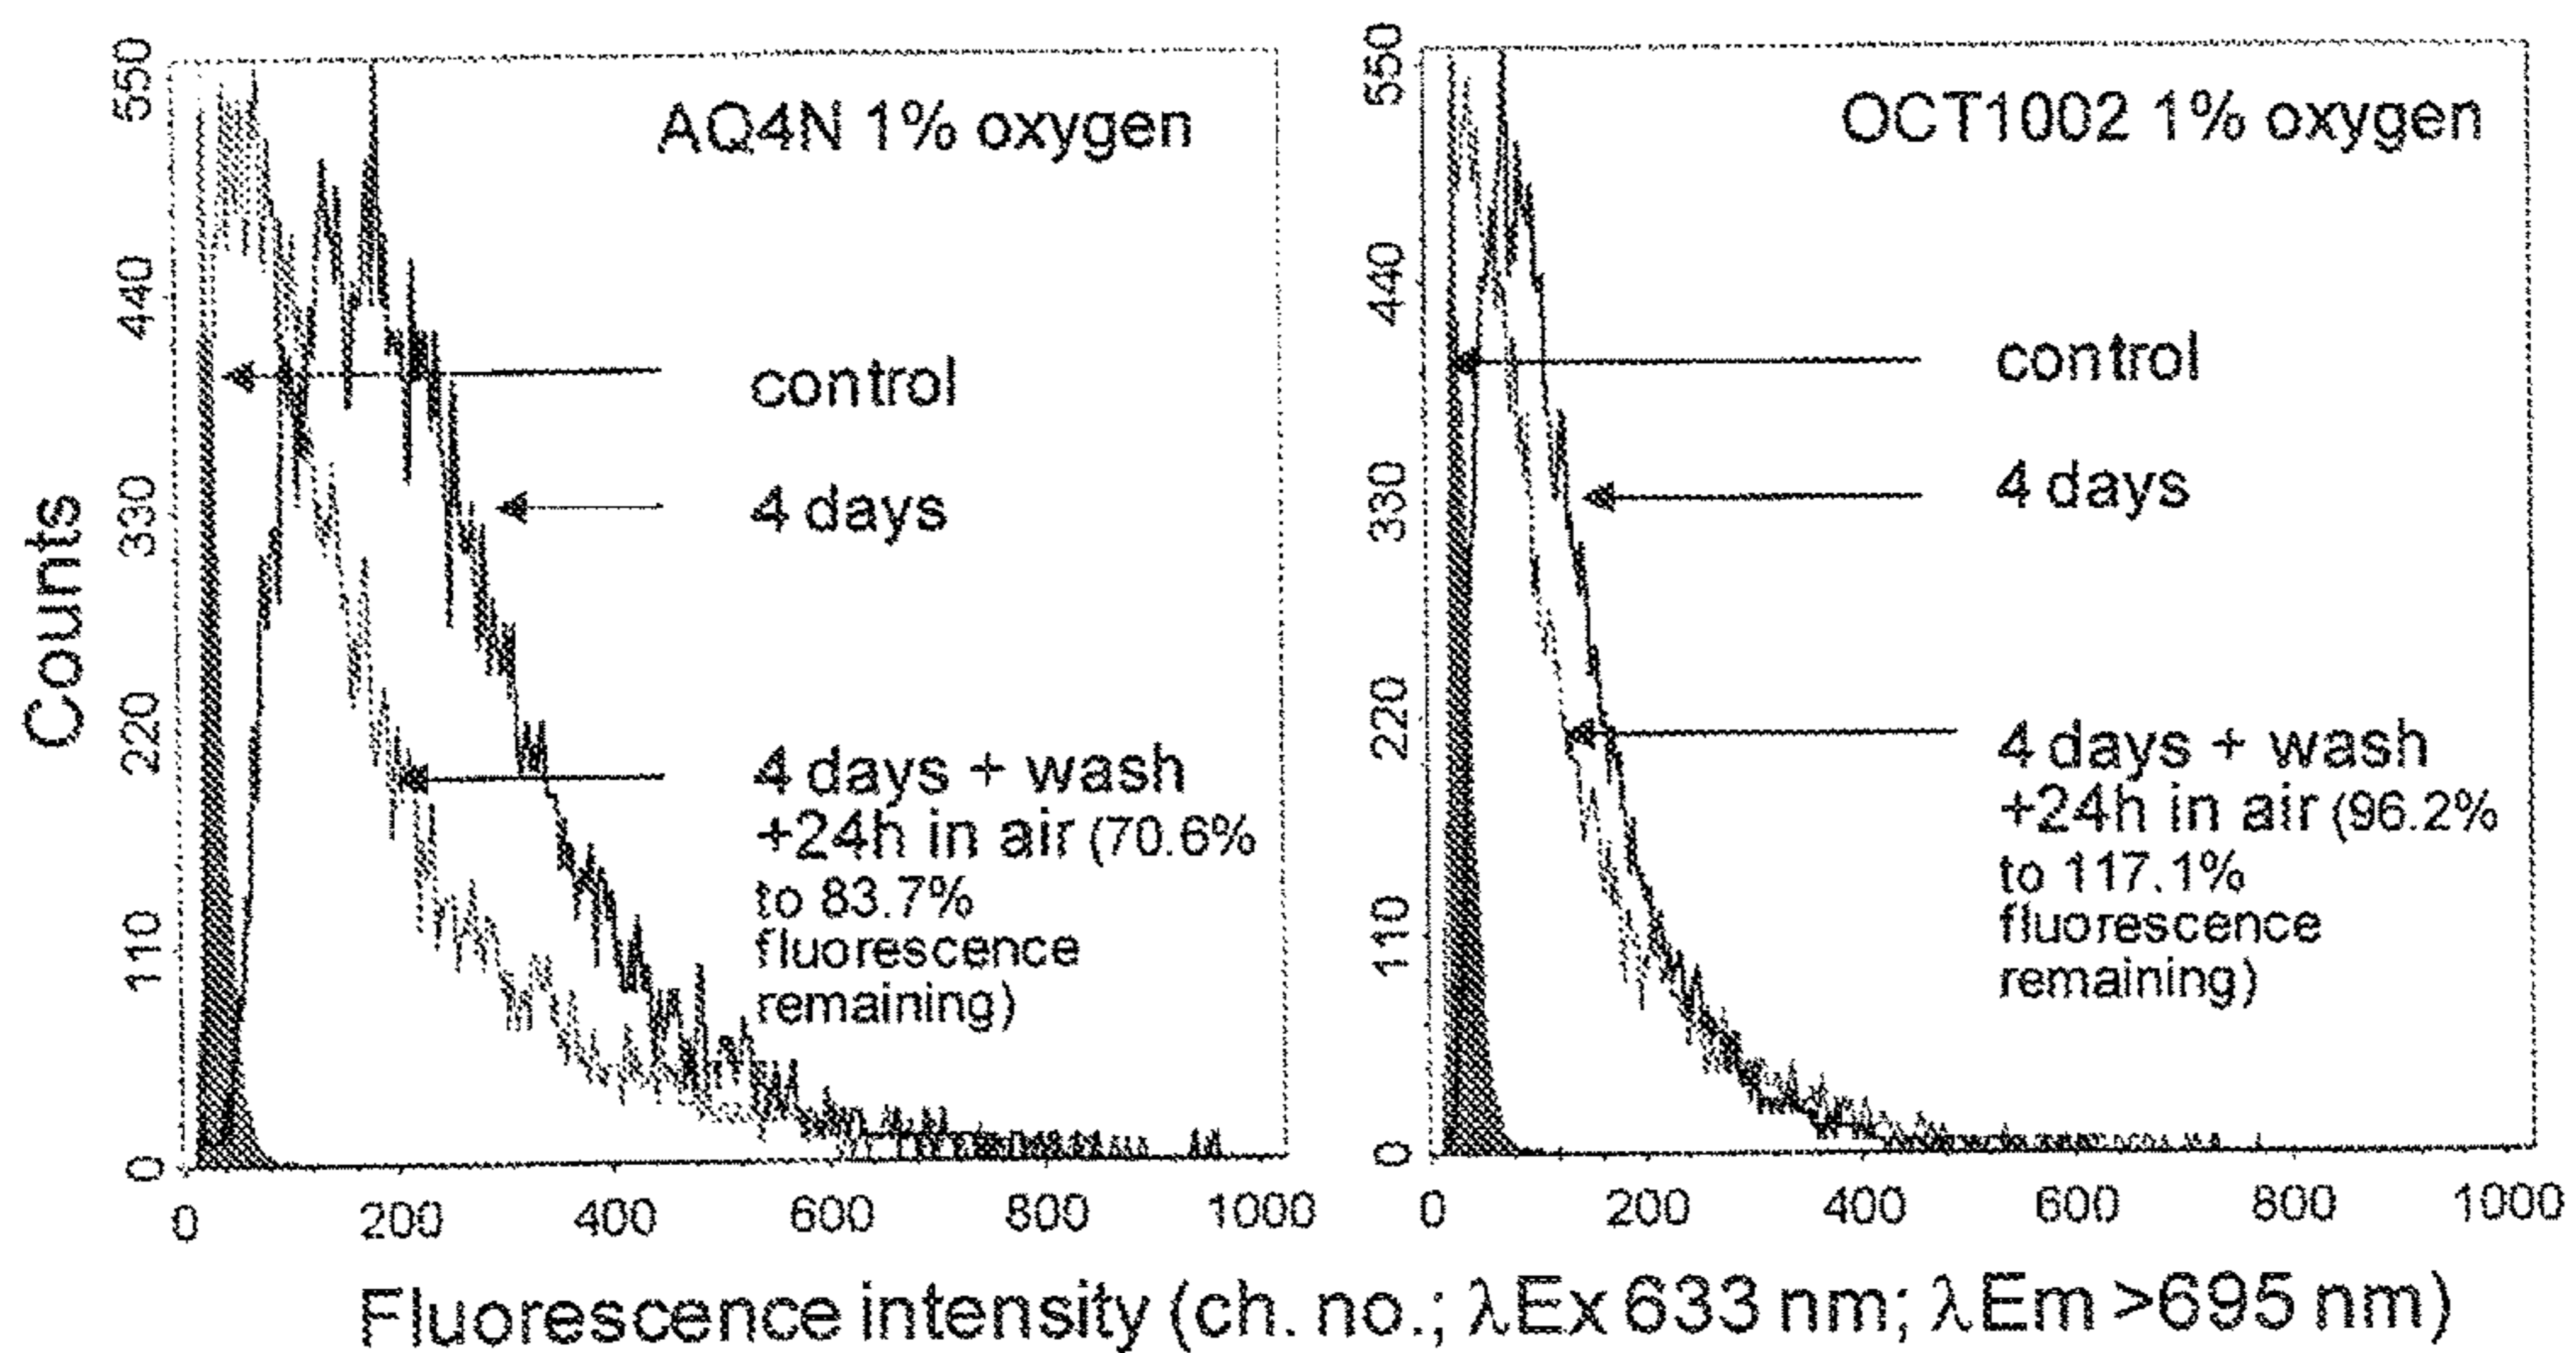 AQ4N 1% oxygen
550
440
330
220
110
0
Counts
control
4 days
4 days + wash
+24h in air (70.6%
to 83.7%
fluorescence
remaining)
0
200
400
600
800
1000
OCT1002 1% oxygen
550
440
330
220
110
0
control
4 days
4 days + wash
+24h in air (96.2%
to 117.1%
fluorescence
remaining)
0
200
400
600
800
1000
Fluorescence intensity (ch. no.; λEx 633 nm; λEm >695 nm)